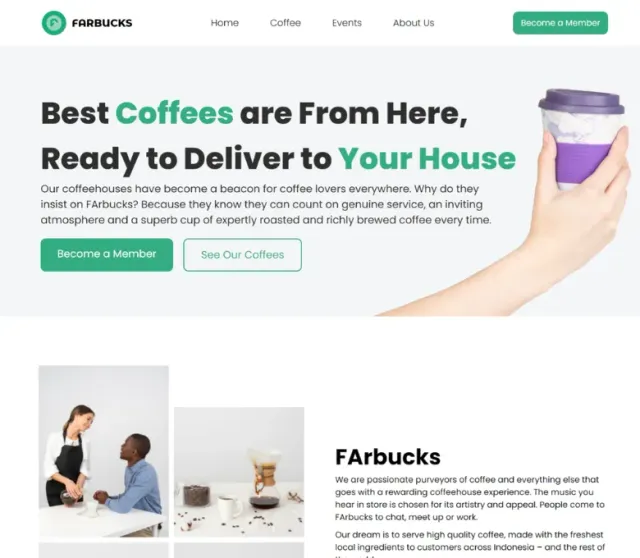 FARBUCKS
Home
Coffee
Events
About Us
Become a Member
Best Coffees are From Here,
Ready to Deliver to Your House
Our coffeehouses have become a beacon for coffee lovers everywhere. Why do they
insist on FArbucks? Because they know they can count on genuine service, an inviting
atmosphere and a superb cup of expertly roasted and richly brewed coffee every time.
Become a Member
See Our Coffees
FArbucks
We are passionate purveyors of coffee and everything else that
goes with a rewarding coffeehouse experience. The music you
hear in store is chosen for its artistry and appeal. People come to
FArbucks to chat, meet up or work.
Our dream is to serve high quality coffee, made with the freshest
local ingredients to customers across Indonesia – and the rest of